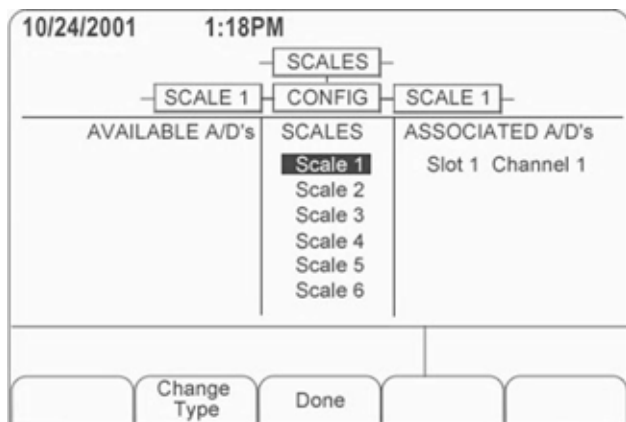 10/24/2001 1:18PM
SCALES
SCALE 1 CONFIG SCALE 1
AVAILABLE A/D's SCALES ASSOCIATED A/D's
Scale 1 Slot 1 Channel 1
Scale 2
Scale 3
Scale 4
Scale 5
Scale 6
Change
Type
Done